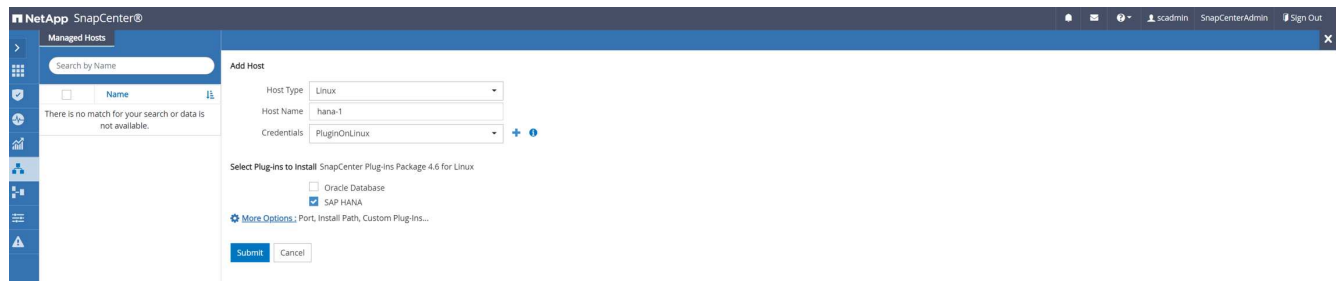 NetApp SnapCenter®
scadmin SnapCenterAdmin Sign Out
Managed Hosts
Search by Name
Name
There is no match for your search or data is
not available.
Add Host
Host Type Linux
Host Name hana-1
Credentials PluginOnLinux
Select Plug-ins to Install SnapCenter Plug-ins Package 4.6 for Linux
Oracle Database
SAP HANA
More Options : Port, Install Path, Custom Plug-Ins...
Submit Cancel